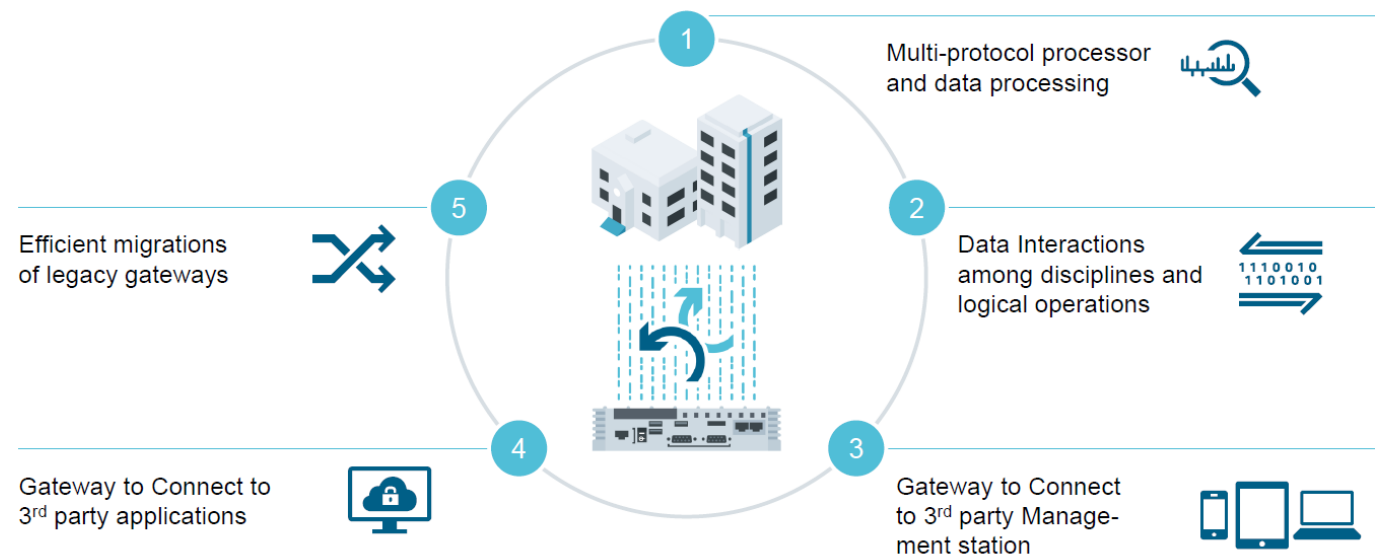 1
Multi-protocol processor
and data processing
2
Data Interactions
among disciplines and
logical operations
1110010
1101001
3
Gateway to Connect
to 3rd party Manage-
ment station
4
Gateway to Connect to
3rd party applications
5
Efficient migrations
of legacy gateways